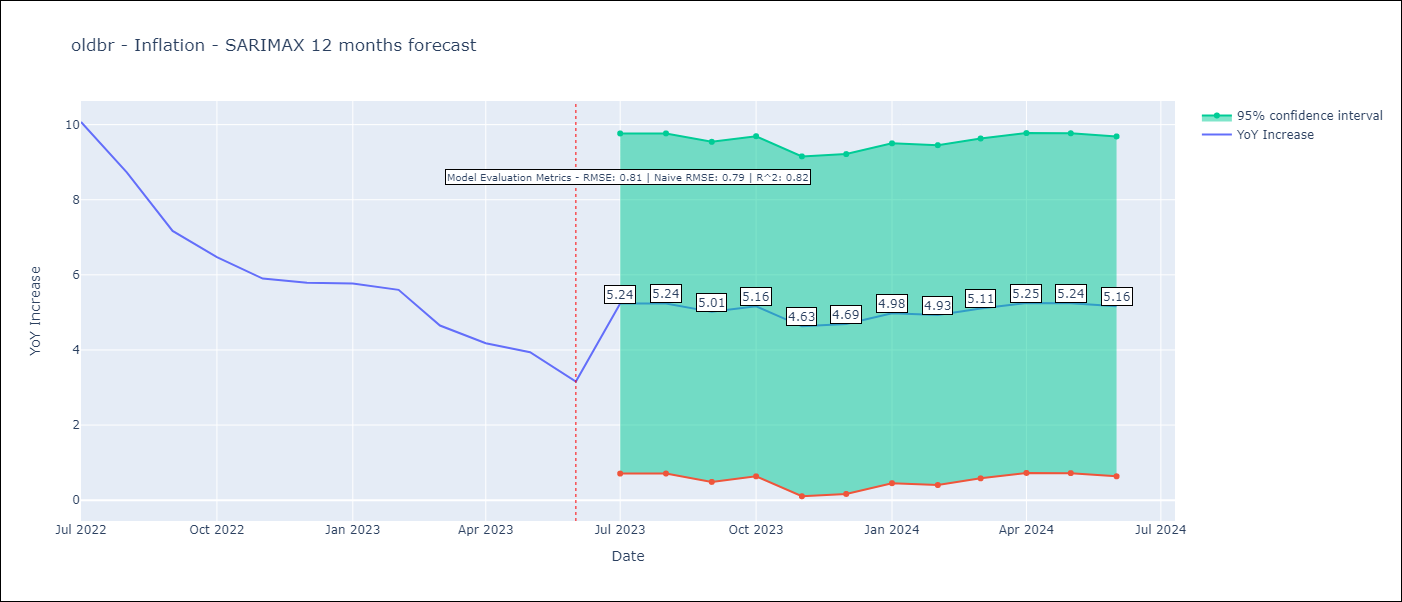 oldbr - Inflation - SARIMAX 12 months forecast
95% confidence interval
YoY Increase
Model Evaluation Metrics - RMSE: 0.81 | Naive RMSE: 0.79 | R^2: 0.82
YoY Increase
10
8
6
4
2
0
5.24
5.24
5.01
5.16
4.63
4.69
4.98
4.93
5.11
5.25
5.24
5.16
Jul 2022
Oct 2022
Jan 2023
Apr 2023
Jul 2023
Oct 2023
Jan 2024
Apr 2024
Jul 2024
Date